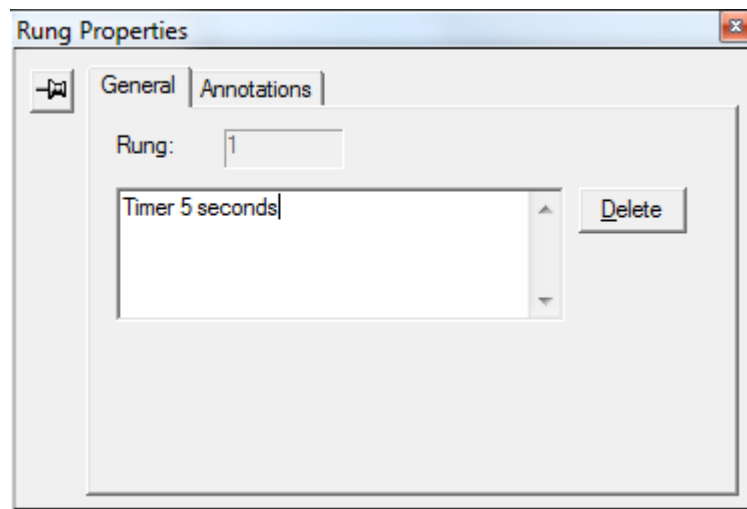 Rung Properties
General
Annotations
Rung:
1
Timer 5 seconds
Delete